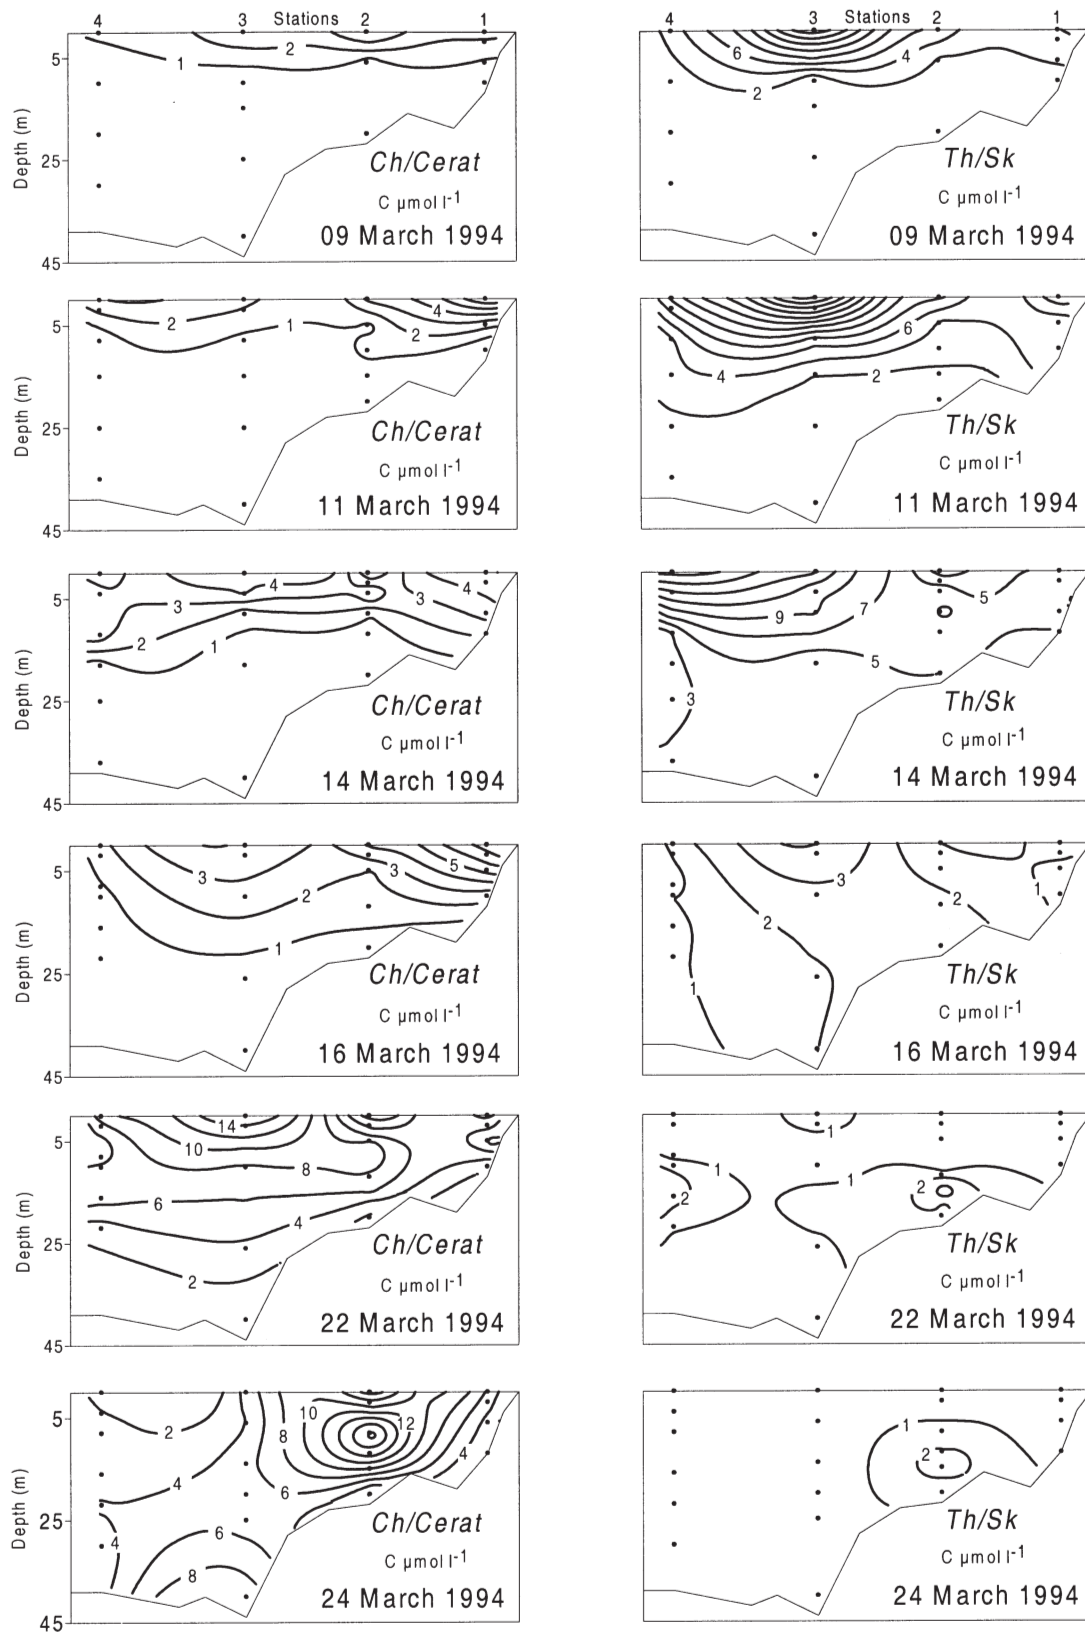 4 3 Stations 2 1
2
1
5
25
45
Depth (m)
Ch/Cerat
C µmol l-1
09 March 1994
4 3 Stations 2 1
6
4
2
Th/Sk
C µmol l-1
09 March 1994
4
2
1
2
5
25
45
Depth (m)
Ch/Cerat
C µmol l-1
11 March 1994
6
4
2
Th/Sk
C µmol l-1
11 March 1994
4
3
3
4
2
1
5
25
45
Depth (m)
Ch/Cerat
C µmol l-1
14 March 1994
9
7
5
5
3
Th/Sk
C µmol l-1
14 March 1994
3
3
5
2
1
5
25
45
Depth (m)
Ch/Cerat
C µmol l-1
16 March 1994
3
2
2
1
1
Th/Sk
C µmol l-1
16 March 1994
14
10
8
6
4
2
5
25
45
Depth (m)
Ch/Cerat
C µmol l-1
22 March 1994
1
1
1
2
2
Th/Sk
C µmol l-1
22 March 1994
10
12
2
8
4
4
6
4
6
8
5
25
45
Depth (m)
Ch/Cerat
C µmol l-1
24 March 1994
1
2
Th/Sk
C µmol l-1
24 March 1994